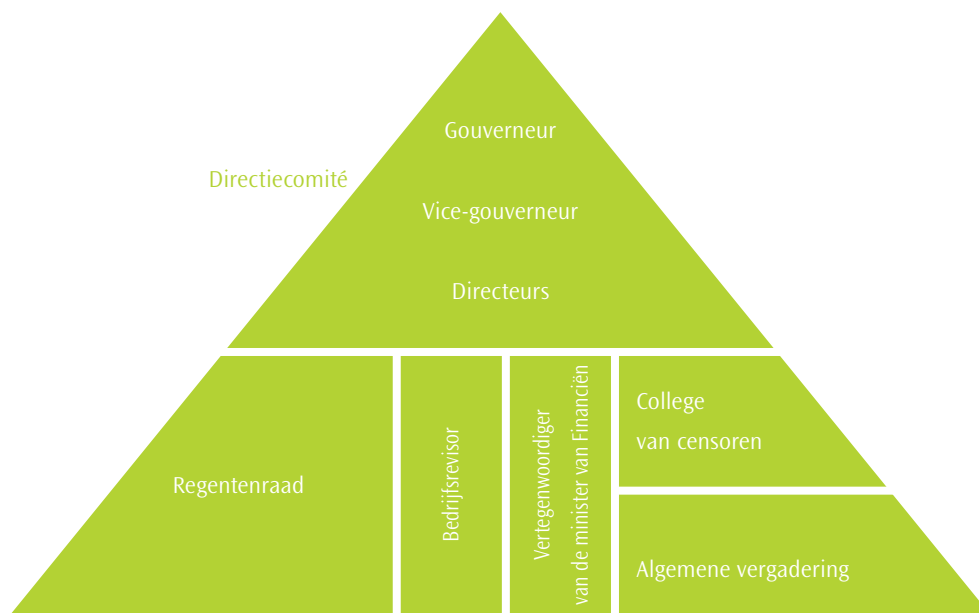 Gouverneur
Directiecomité
Vice-gouverneur
Directeurs
Regentenraad
Bedrijfsrevisor
Vertegenwoordiger
van de minister van Financiën
College
van censoren
Algemene vergadering